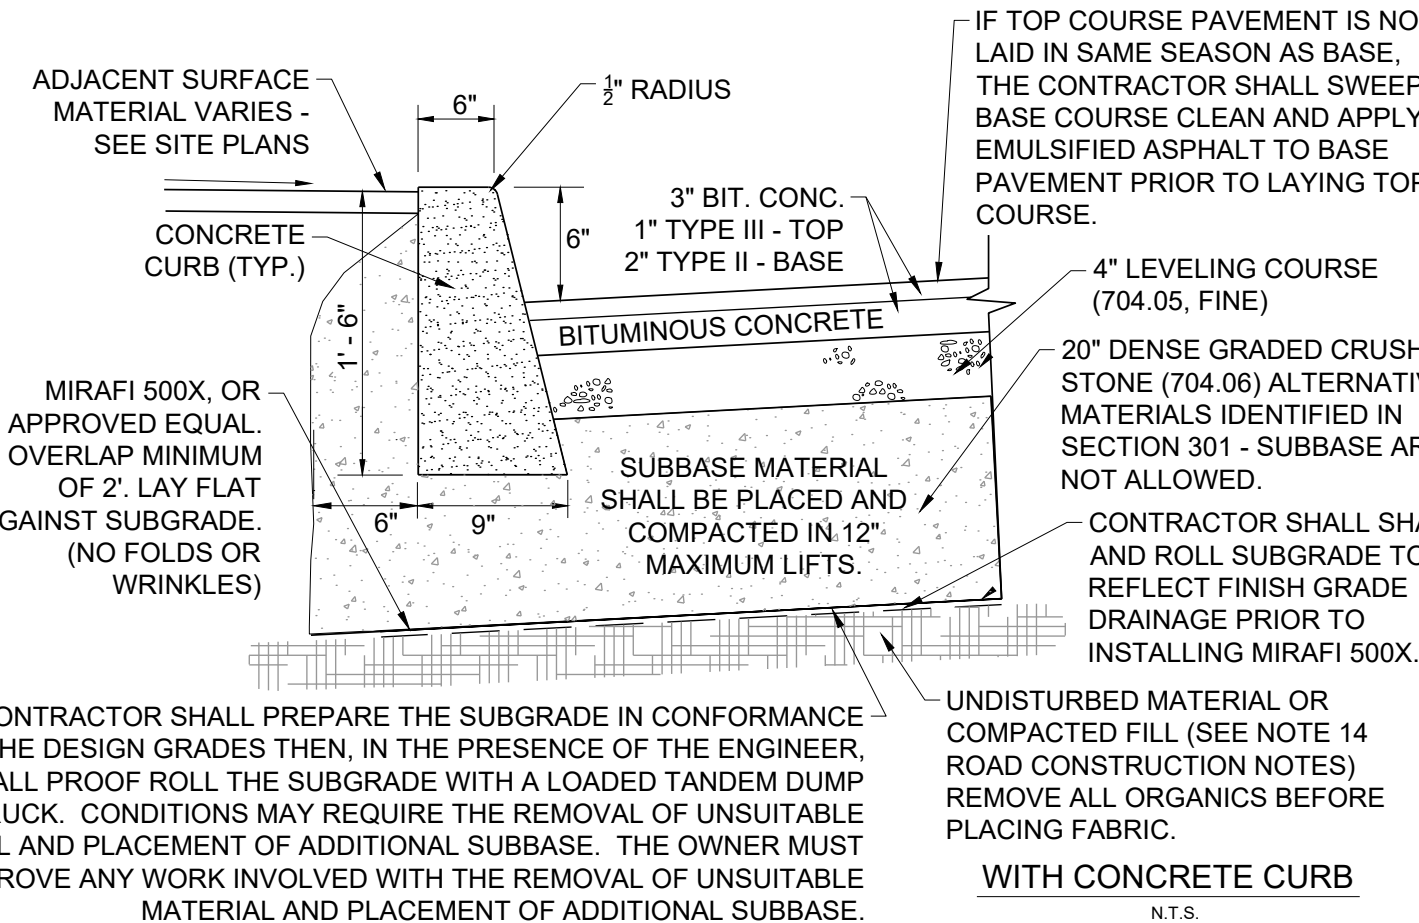 ADJACENT SURFACE
MATERIAL VARIES -
SEE SITE PLANS
6"
1/2" RADIUS
IF TOP COURSE PAVEMENT IS NO
LAID IN SAME SEASON AS BASE,
THE CONTRACTOR SHALL SWEEP
BASE COURSE CLEAN AND APPLY
EMULSIFIED ASPHALT TO BASE
PAVEMENT PRIOR TO LAYING TOP
COURSE.
CONCRETE
CURB (TYP.)
6"
3" BIT. CONC.
1" TYPE III - TOP
2" TYPE II - BASE
1' - 6"
BITUMINOUS CONCRETE
4" LEVELING COURSE
(704.05, FINE)
20" DENSE GRADED CRUSH
STONE (704.06) ALTERNATIV
MATERIALS IDENTIFIED IN
SECTION 301 - SUBBASE AR
NOT ALLOWED.
MIRAFI 500X, OR
APPROVED EQUAL.
OVERLAP MINIMUM
OF 2'. LAY FLAT
GAINST SUBGRADE.
(NO FOLDS OR
WRINKLES)
6"
9"
SUBBASE MATERIAL
SHALL BE PLACED AND
COMPACTED IN 12"
MAXIMUM LIFTS.
CONTRACTOR SHALL SHA
AND ROLL SUBGRADE TO
REFLECT FINISH GRADE
DRAINAGE PRIOR TO
INSTALLING MIRAFI 500X.
ONTRACTOR SHALL PREPARE THE SUBGRADE IN CONFORMANCE
HE DESIGN GRADES THEN, IN THE PRESENCE OF THE ENGINEER,
ALL PROOF ROLL THE SUBGRADE WITH A LOADED TANDEM DUMP
UCK. CONDITIONS MAY REQUIRE THE REMOVAL OF UNSUITABLE
L AND PLACEMENT OF ADDITIONAL SUBBASE. THE OWNER MUST
ROVE ANY WORK INVOLVED WITH THE REMOVAL OF UNSUITABLE
MATERIAL AND PLACEMENT OF ADDITIONAL SUBBASE.
UNDISTURBED MATERIAL OR
COMPACTED FILL (SEE NOTE 14
ROAD CONSTRUCTION NOTES)
REMOVE ALL ORGANICS BEFORE
PLACING FABRIC.
WITH CONCRETE CURB
N.T.S.